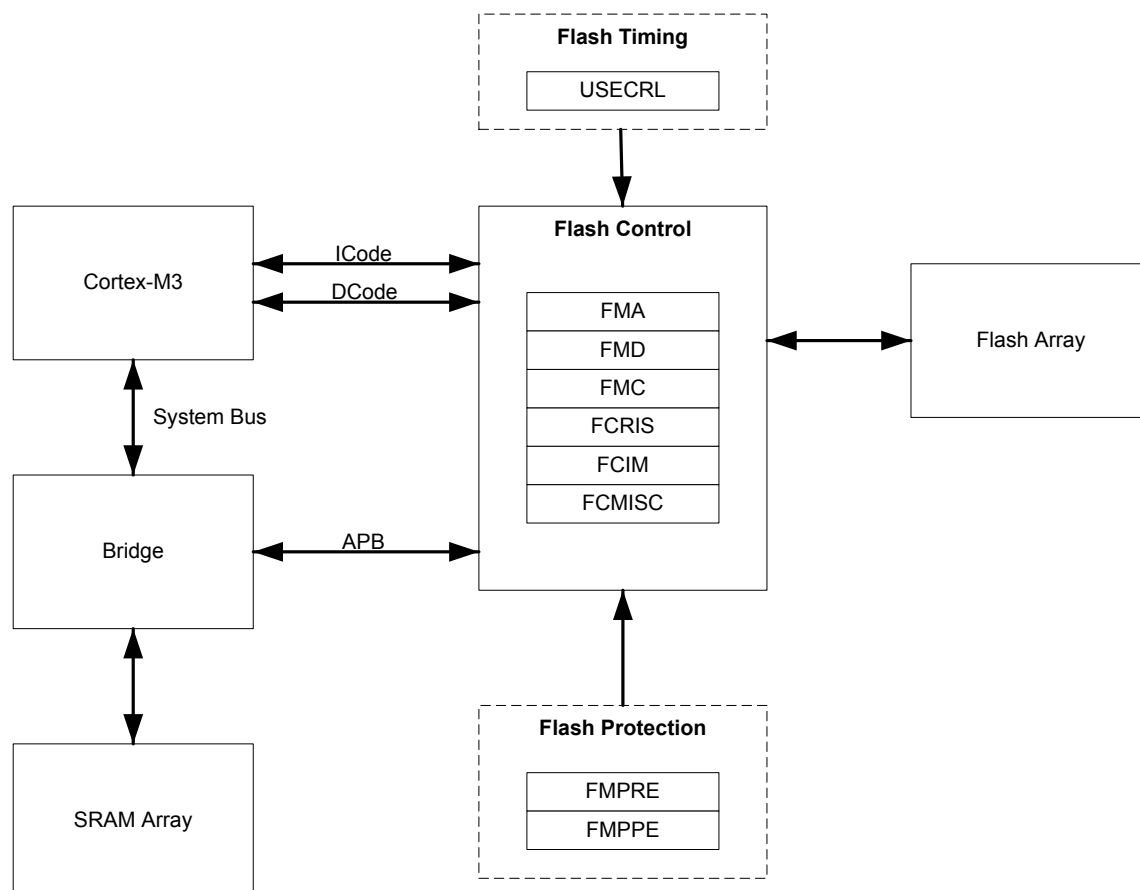 Flash Timing
USECRL
Cortex-M3
ICode
DCode
System Bus
Flash Control
FMA
FMD
FMC
FCRIS
FCIM
FCMISC
Flash Array
Bridge
APB
SRAM Array
Flash Protection
FMPRE
FMPPE